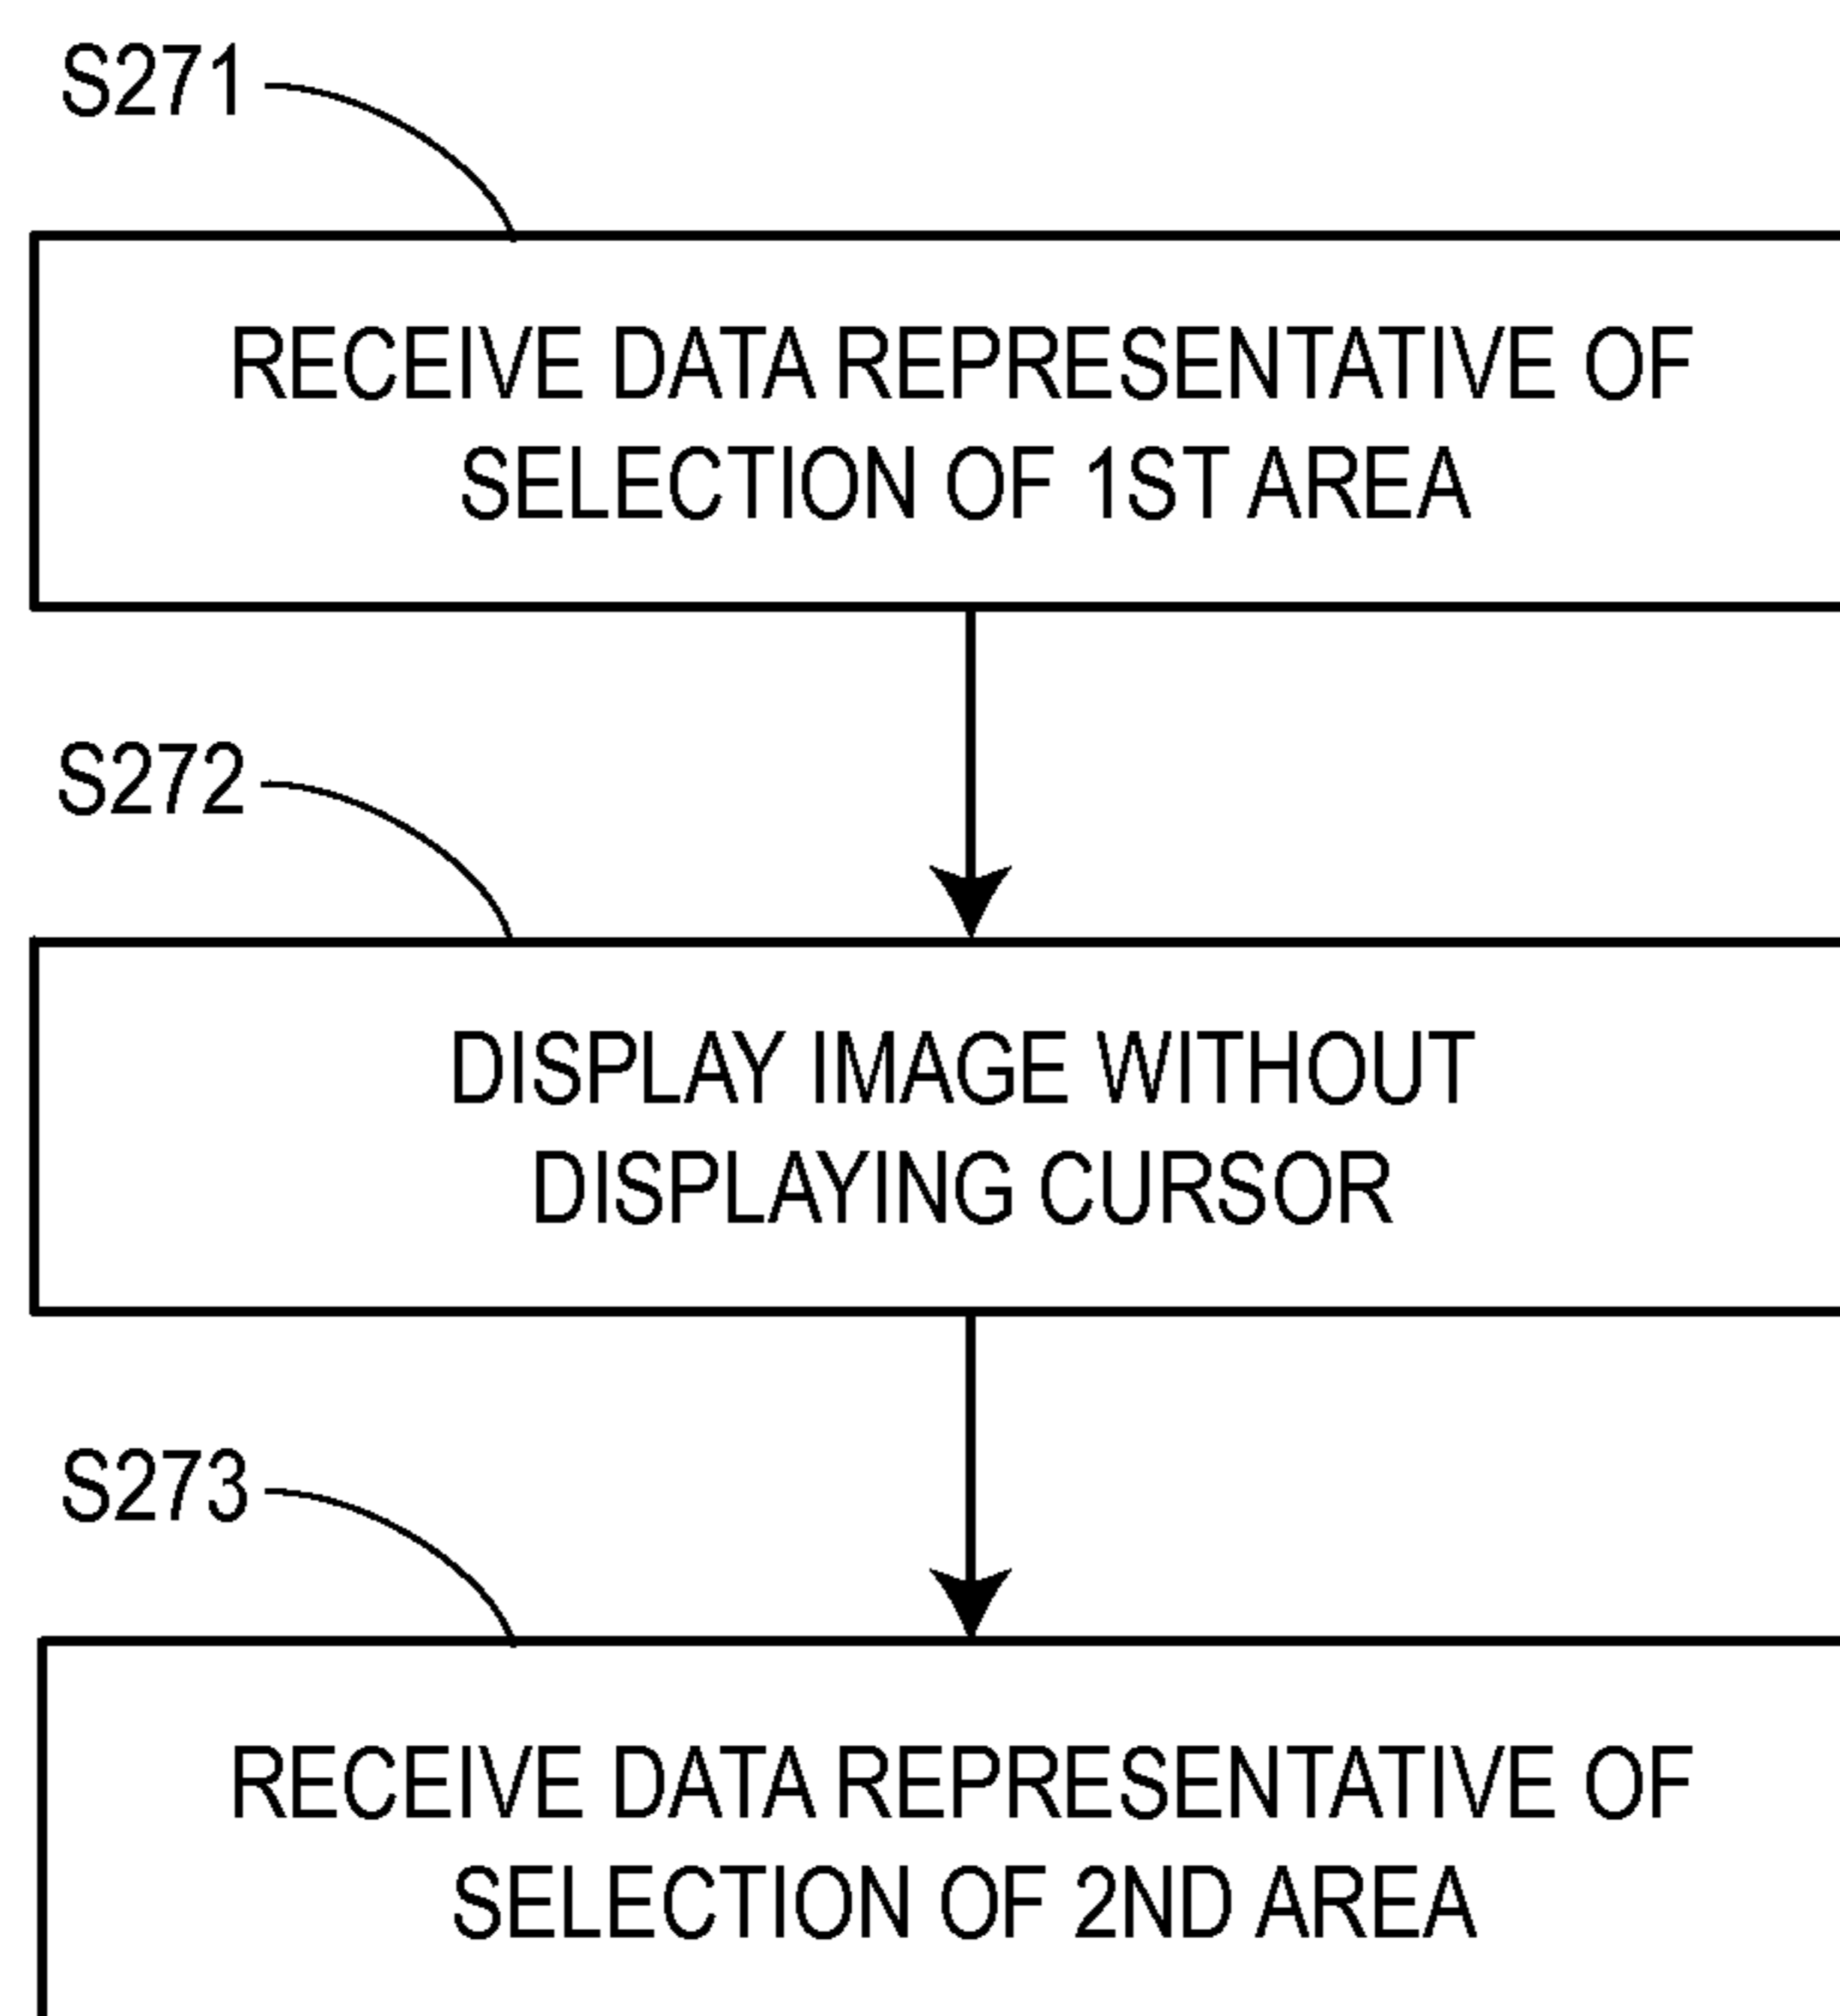 S271
RECEIVE DATA REPRESENTATIVE OF
SELECTION OF 1ST AREA
S272
DISPLAY IMAGE WITHOUT
DISPLAYING CURSOR
S273
RECEIVE DATA REPRESENTATIVE OF
SELECTION OF 2ND AREA